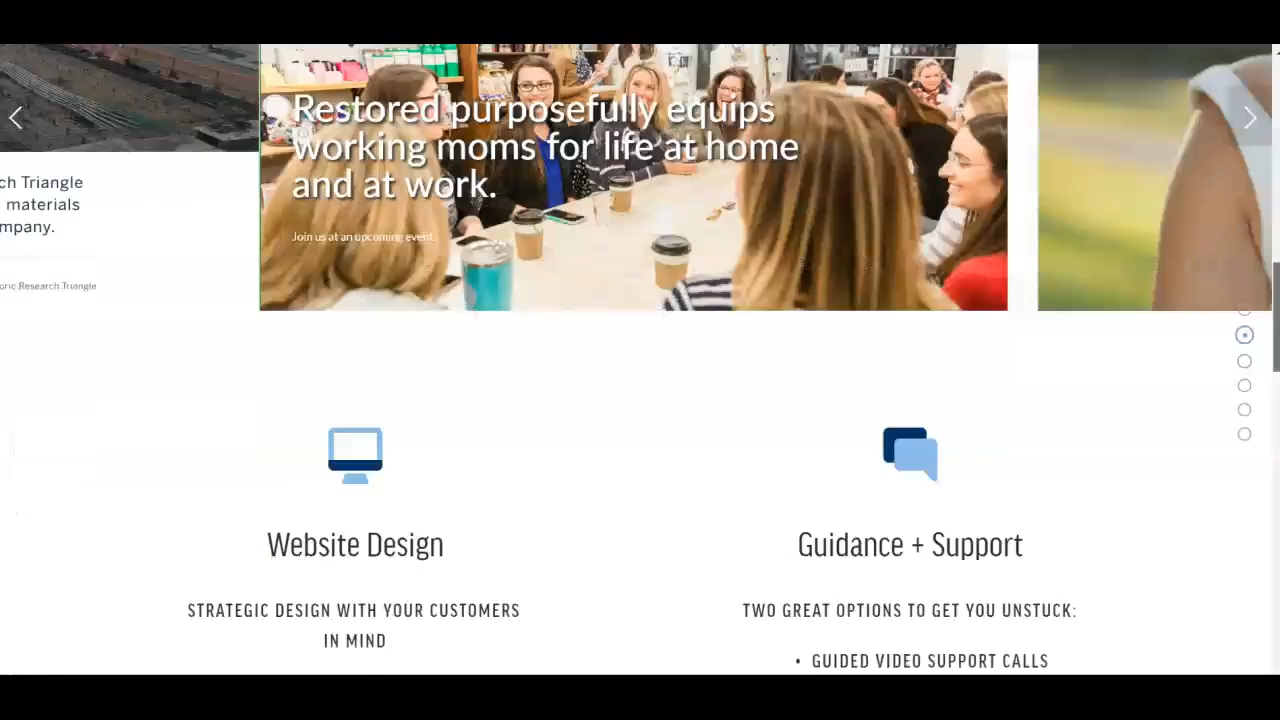 ch Triangle
materials
mpany.
oric Research Triangle
Restored purposefully equips
working moms for life at home
and at work.
Join us at an upcoming event.
Website Design
STRATEGIC DESIGN WITH YOUR CUSTOMERS
IN MIND
Guidance + Support
TWO GREAT OPTIONS TO GET YOU UNSTUCK:
• GUIDED VIDEO SUPPORT CALLS